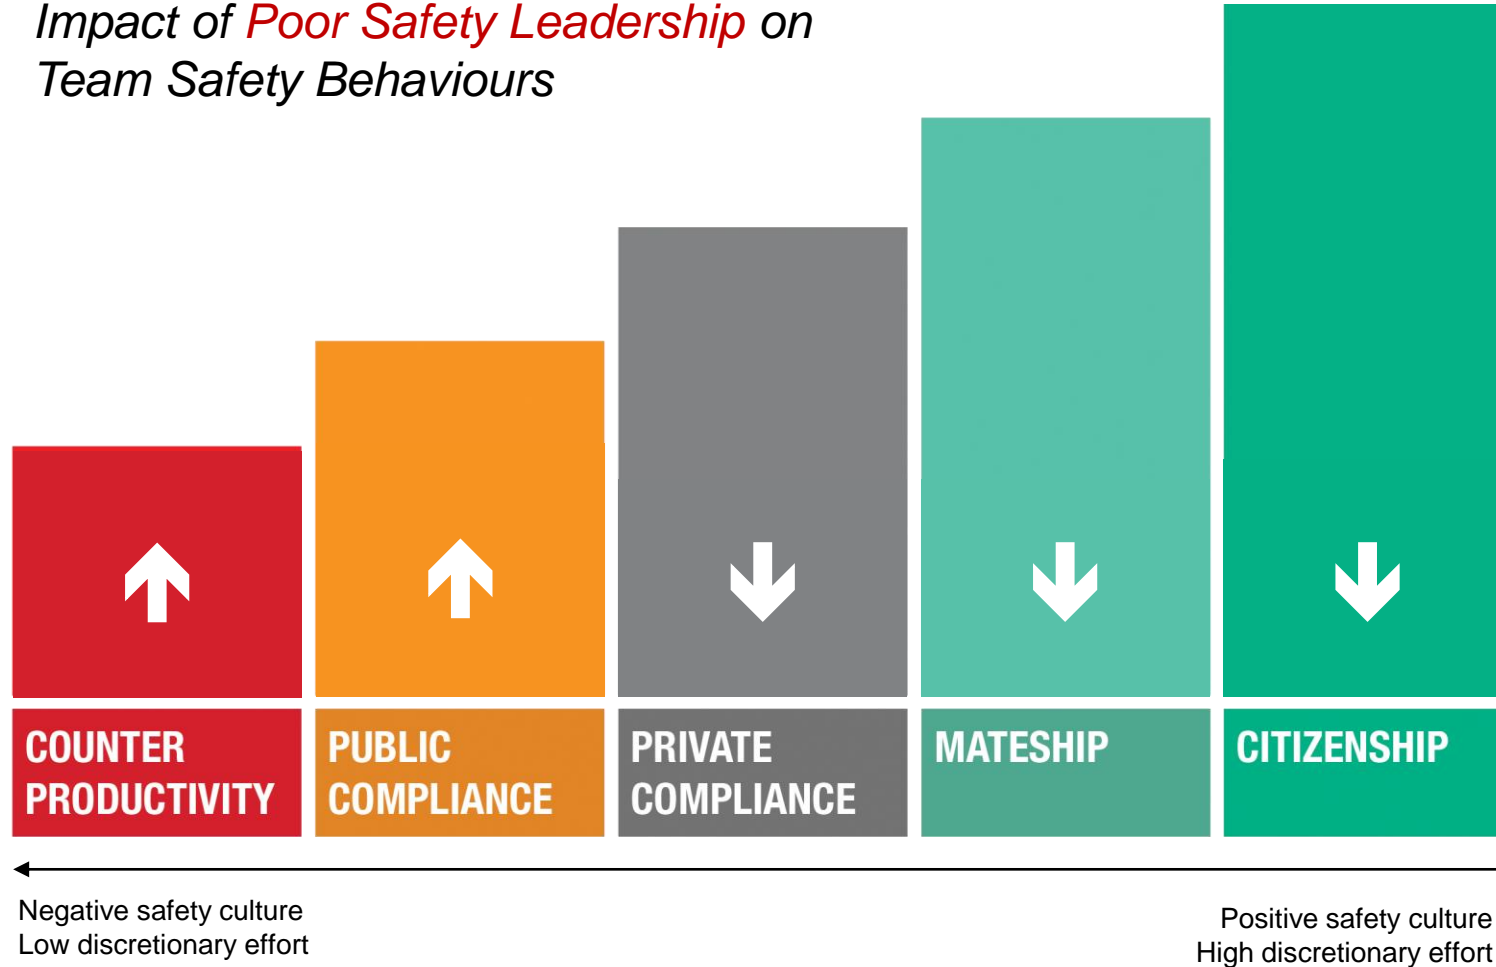 Impact of Poor Safety Leadership on
Team Safety Behaviours
COUNTER
PRODUCTIVITY
PUBLIC
COMPLIANCE
PRIVATE
COMPLIANCE
MATESHIP
CITIZENSHIP
Negative safety culture
Low discretionary effort
Positive safety culture
High discretionary effort